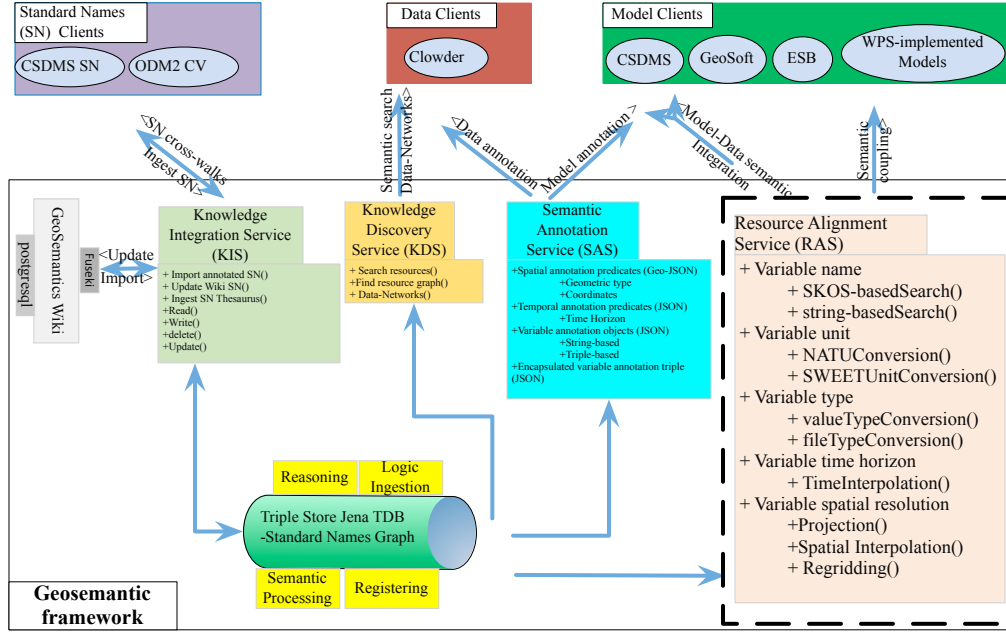 Standard Names
(SN) Clients
CSDMS SN
ODM2 CV
Data Clients
Clowder
Model Clients
CSDMS
GeoSoft
ESB
WPS-implemented
Models
<SN cross-walks
Ingest SN>
Semantic search
Data-Networks>
<Data annotation
Model annotation >
<Model-Data semantic
Integration
Semantic
coupling>
GeoSemantics Wiki
postgresql
Fuseki
<Update
Import>
Knowledge
Integration Service
(KIS)
+ Import annotated SN()
+ Update Wiki SN()
+ Ingest SN Thesaurus()
+Read()
+Write()
+delete()
+Update()
Knowledge
Discovery
Service (KDS)
+ Search resources()
+Find resource graph()
+ Data-Networks()
Semantic
Annotation
Service (SAS)
+Spatial annotation predicates (Geo-JSON)
+Geometric type
+Coordinates
+Temporal annotation predicates (JSON)
+Time Horizon
+Variable annotation objects (JSON)
+String-based
+Triple-based
+Encapsulated variable annotation triple
(JSON)
Resource Alignment
Service (RAS)
+ Variable name
+ SKOS-basedSearch()
+ string-basedSearch()
+ Variable unit
+ NATUConversion()
+ SWEETUnitConversion()
+ Variable type
+ valueTypeConversion()
+ fileTypeConversion()
+ Variable time horizon
+ TimeInterpolation()
+ Variable spatial resolution
+Projection()
+Spatial Interpolation()
+ Regridding()
Reasoning
Logic
Ingestion
Triple Store Jena TDB
-Standard Names Graph
Semantic
Processing
Registering
Geosemantic
framework